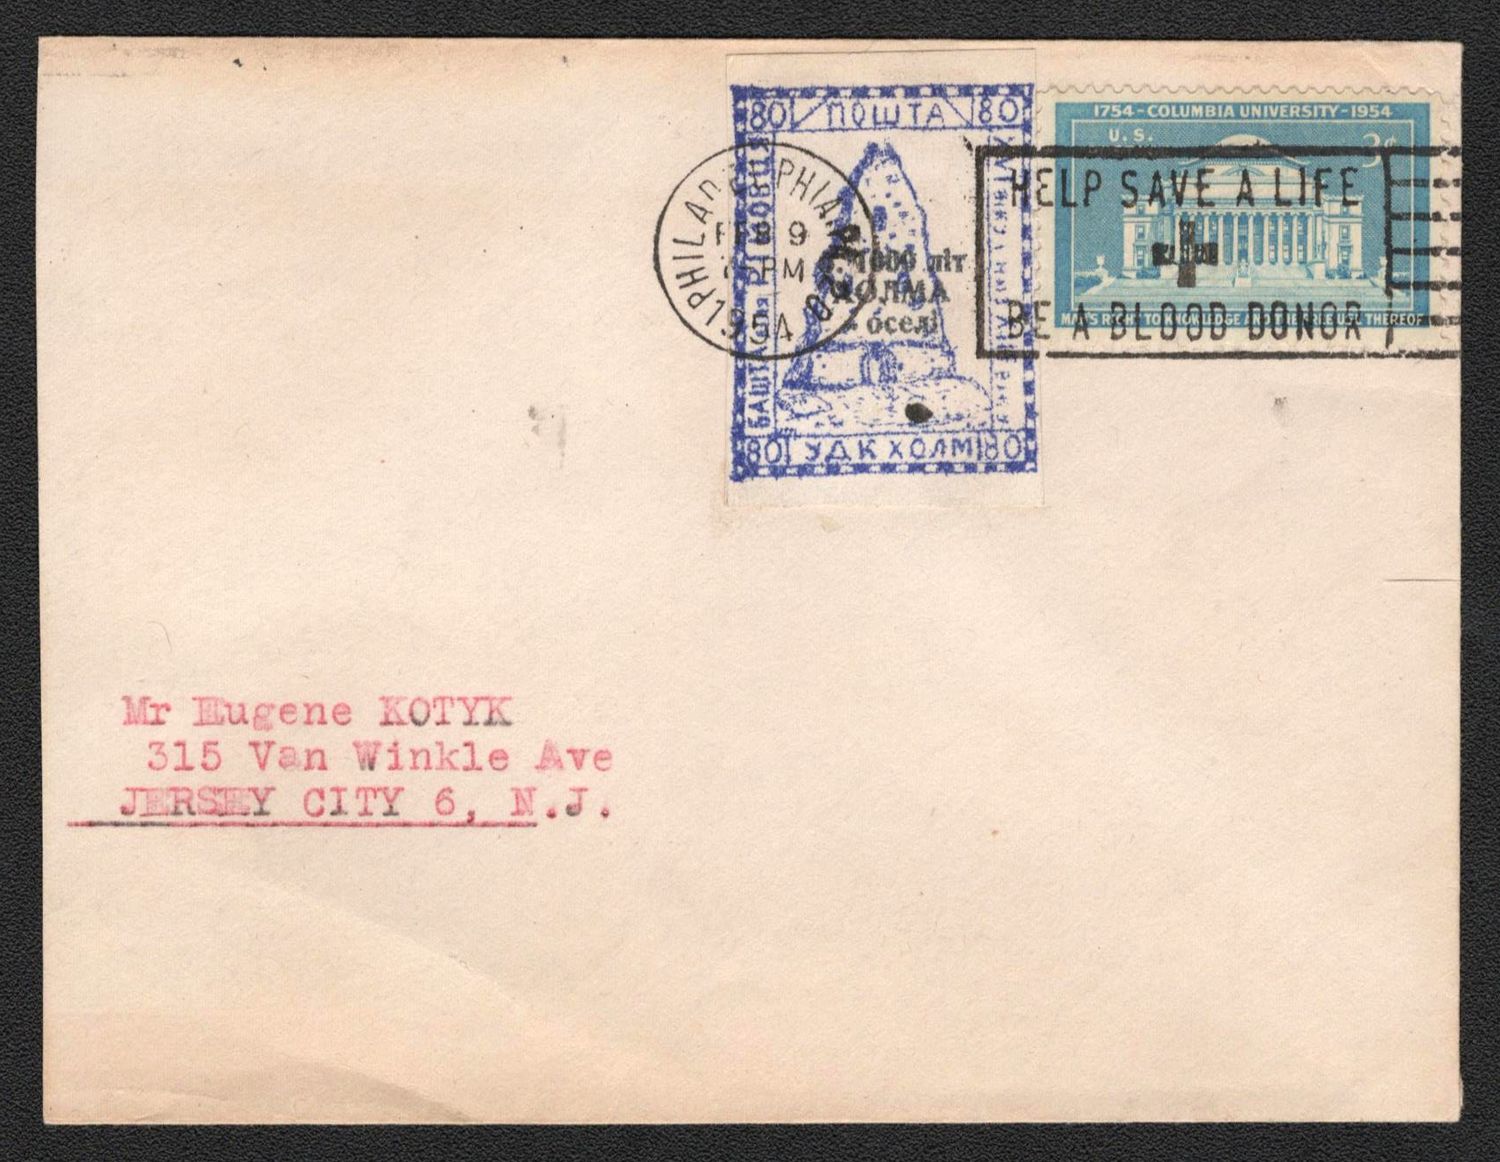 80 ПОШТА 80
1000 літ
ХОЛМА
оселі
80 УДК ХОЛМ 80
PHILADELPHIA
FEB 9
PM
1954
1754-COLUMBIA UNIVERSITY-1954
U.S.
3¢
HELP SAVE A LIFE
BE A BLOOD DONOR
Mr Eugene KOTYK
315 Van Winkle Ave
JERSEY CITY 6, N.J.